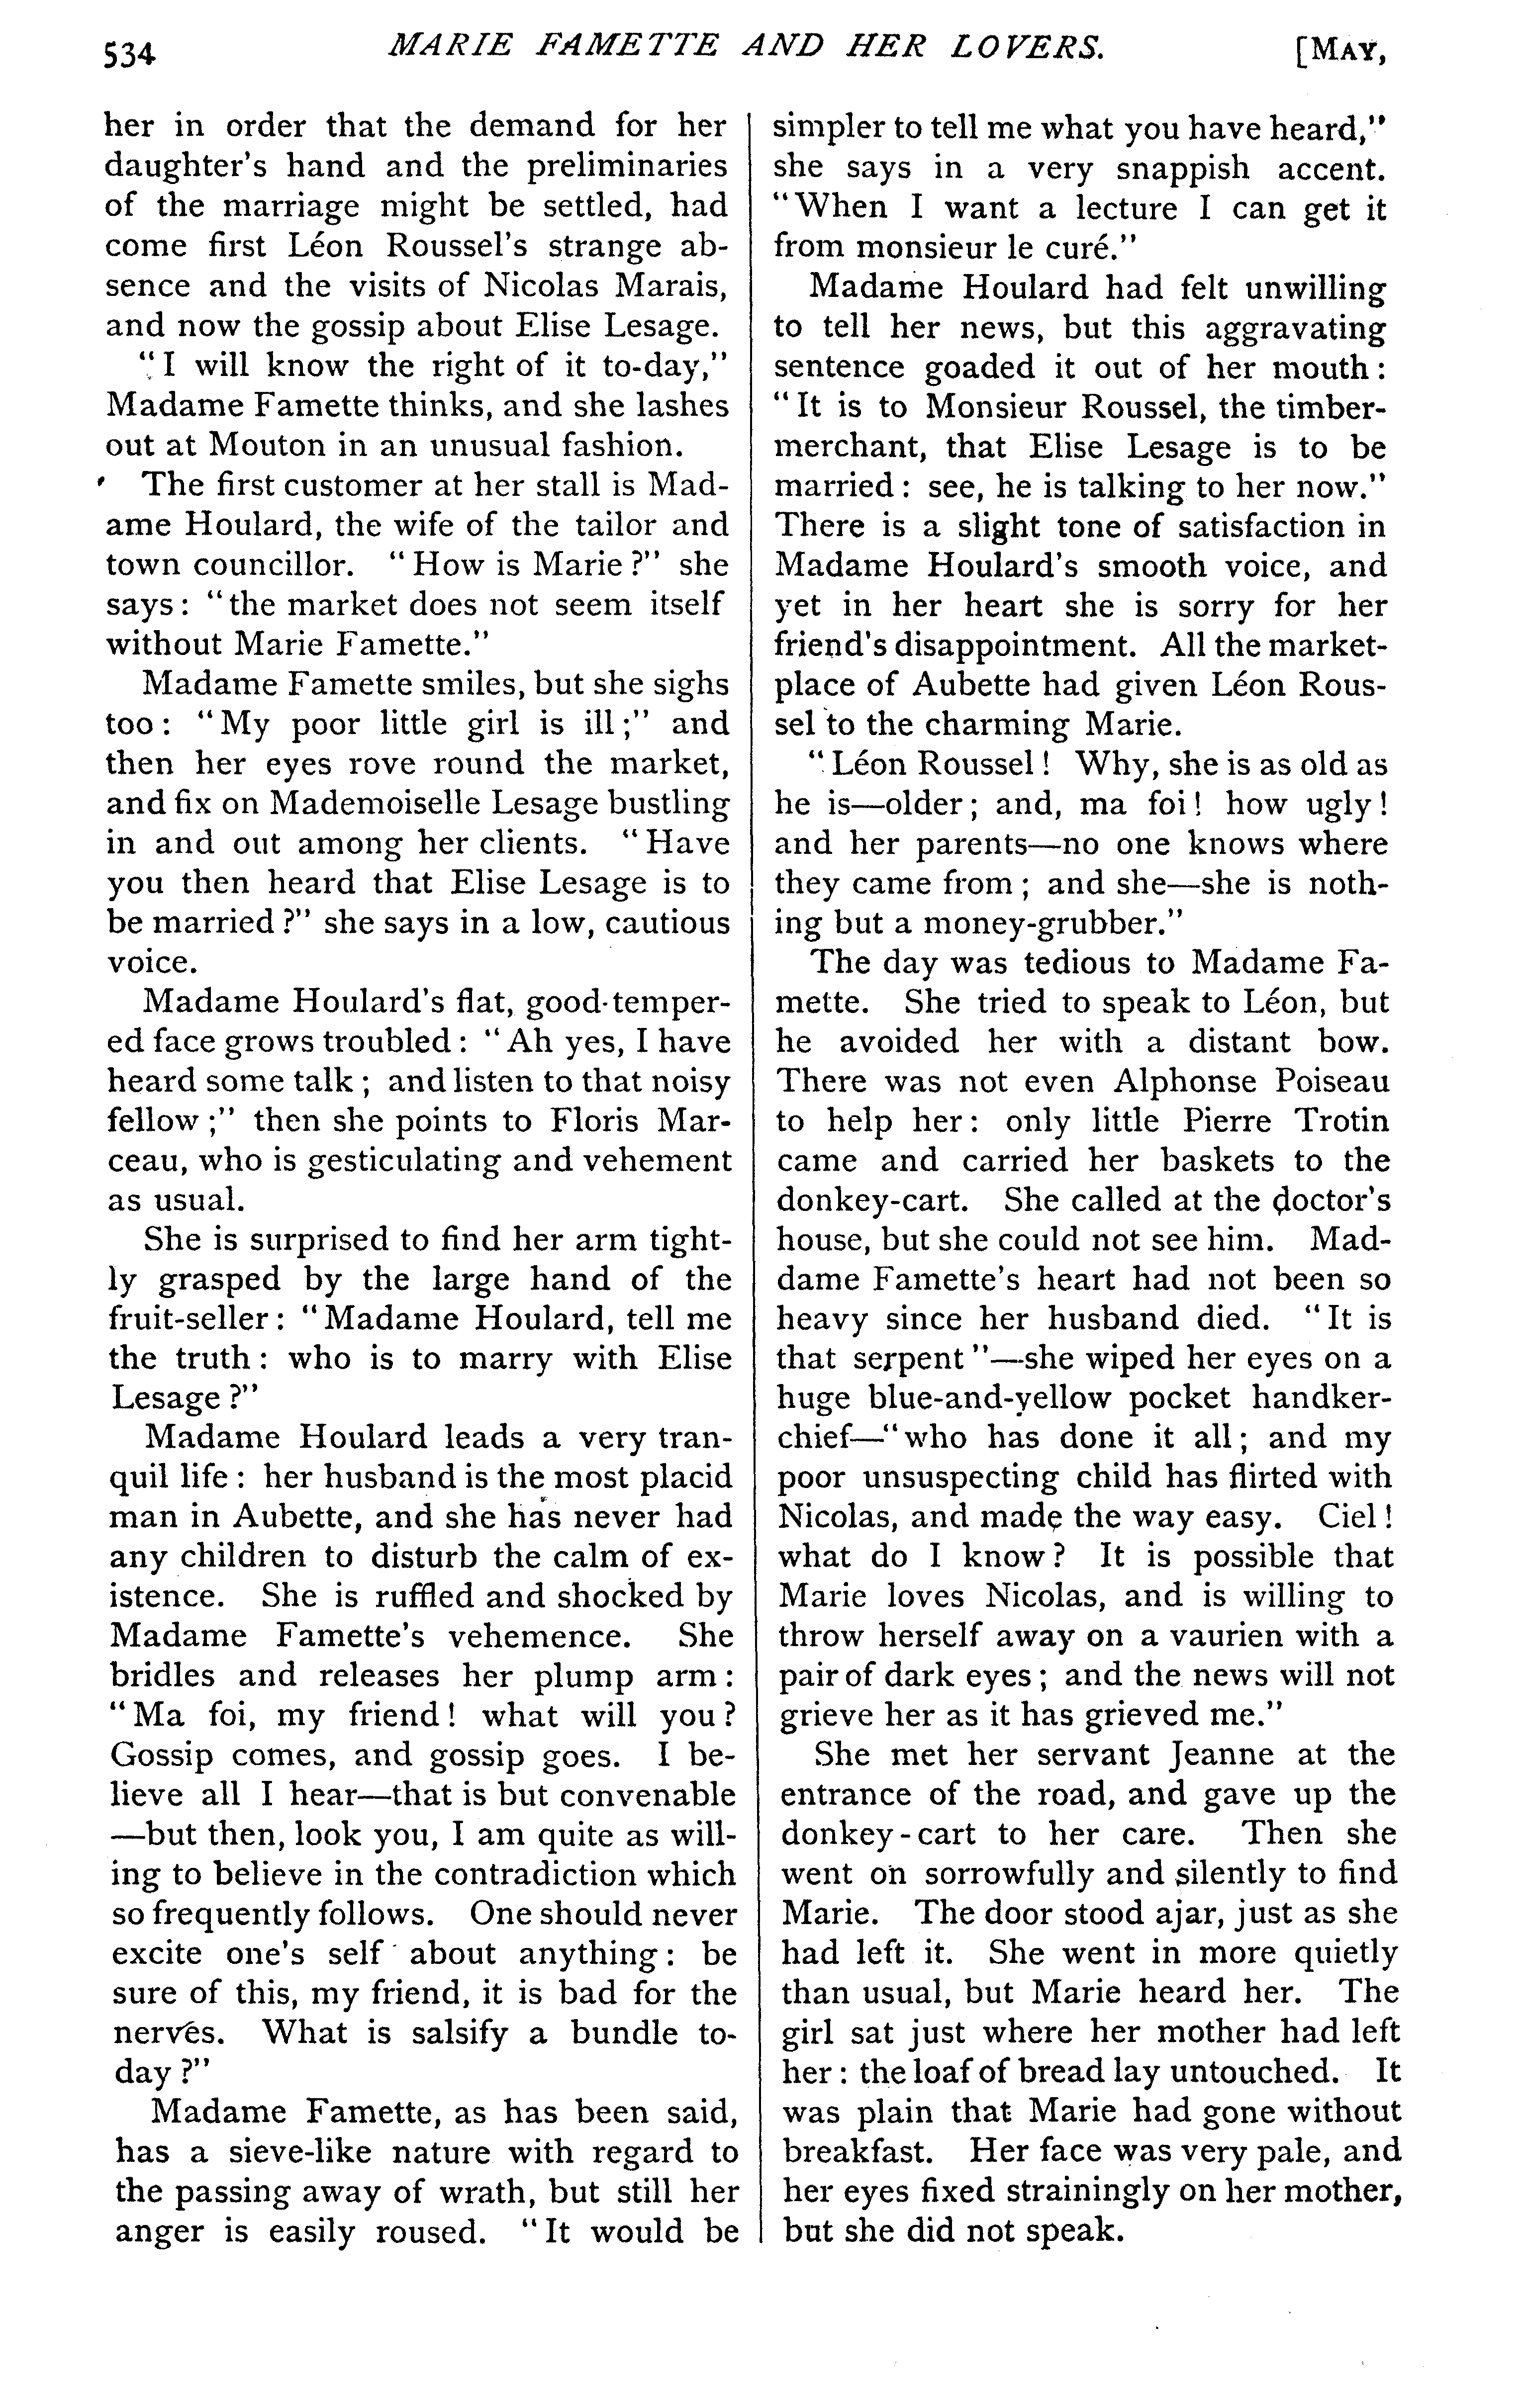 534 MARIE FAMETTE AND HER LOVERS. [MAY,
her in order that the demand for her
daughter's hand and the preliminaries
of the marriage might be settled, had
come first Léon Roussel's strange ab-
sence and the visits of Nicolas Marais,
and now the gossip about Elise Lesage.
"I will know the right of it to-day,"
Madame Famette thinks, and she lashes
out at Mouton in an unusual fashion.
The first customer at her stall is Mad-
ame Houlard, the wife of the tailor and
town councillor. "How is Marie?" she
says: "the market does not seem itself
without Marie Famette."
Madame Famette smiles, but she sighs
too: "My poor little girl is ill;" and
then her eyes rove round the market,
and fix on Mademoiselle Lesage bustling
in and out among her clients. "Have
you then heard that Elise Lesage is to
be married?" she says in a low, cautious
voice.
Madame Houlard's flat, good-temper-
ed face grows troubled: "Ah yes, I have
heard some talk; and listen to that noisy
fellow;" then she points to Floris Mar-
ceau, who is gesticulating and vehement
as usual.
She is surprised to find her arm tight-
ly grasped by the large hand of the
fruit-seller: "Madame Houlard, tell me
the truth: who is to marry with Elise
Lesage?"
Madame Houlard leads a very tran-
quil life: her husband is the most placid
man in Aubette, and she has never had
any children to disturb the calm of ex-
istence. She is ruffled and shocked by
Madame Famette's vehemence. She
bridles and releases her plump arm:
"Ma foi, my friend! what will you?
Gossip comes, and gossip goes. I be-
lieve all I hear—that is but convenable
—but then, look you, I am quite as will-
ing to believe in the contradiction which
so frequently follows. One should never
excite one's self about anything: be
sure of this, my friend, it is bad for the
nerves. What is salsify a bundle to-
day?"
Madame Famette, as has been said,
has a sieve-like nature with regard to
the passing away of wrath, but still her
anger is easily roused. "It would be
simpler to tell me what you have heard,"
she says in a very snappish accent.
"When I want a lecture I can get it
from monsieur le curé."
Madame Houlard had felt unwilling
to tell her news, but this aggravating
sentence goaded it out of her mouth:
"It is to Monsieur Roussel, the timber-
merchant, that Elise Lesage is to be
married: see, he is talking to her now."
There is a slight tone of satisfaction in
Madame Houlard's smooth voice, and
yet in her heart she is sorry for her
friend's disappointment. All the market-
place of Aubette had given Léon Rous-
sel to the charming Marie.
"Léon Roussel! Why, she is as old as
he is—older; and, ma foi! how ugly!
and her parents—no one knows where
they came from; and she—she is noth-
ing but a money-grubber."
The day was tedious to Madame Fa-
mette. She tried to speak to Léon, but
he avoided her with a distant bow.
There was not even Alphonse Poiseau
to help her: only little Pierre Trotin
came and carried her baskets to the
donkey-cart. She called at the doctor's
house, but she could not see him. Mad-
dame Famette's heart had not been so
heavy since her husband died. "It is
that serpent"—she wiped her eyes on a
huge blue-and-yellow pocket handker-
chief—"who has done it all; and my
poor unsuspecting child has flirted with
Nicolas, and made the way easy. Ciel!
what do I know? It is possible that
Marie loves Nicolas, and is willing to
throw herself away on a vaurien with a
pair of dark eyes; and the news will not
grieve her as it has grieved me."
She met her servant Jeanne at the
entrance of the road, and gave up the
donkey-cart to her care. Then she
went on sorrowfully and silently to find
Marie. The door stood ajar, just as she
had left it. She went in more quietly
than usual, but Marie heard her. The
girl sat just where her mother had left
her: the loaf of bread lay untouched. It
was plain that Marie had gone without
breakfast. Her face was very pale, and
her eyes fixed strainingly on her mother,
but she did not speak.